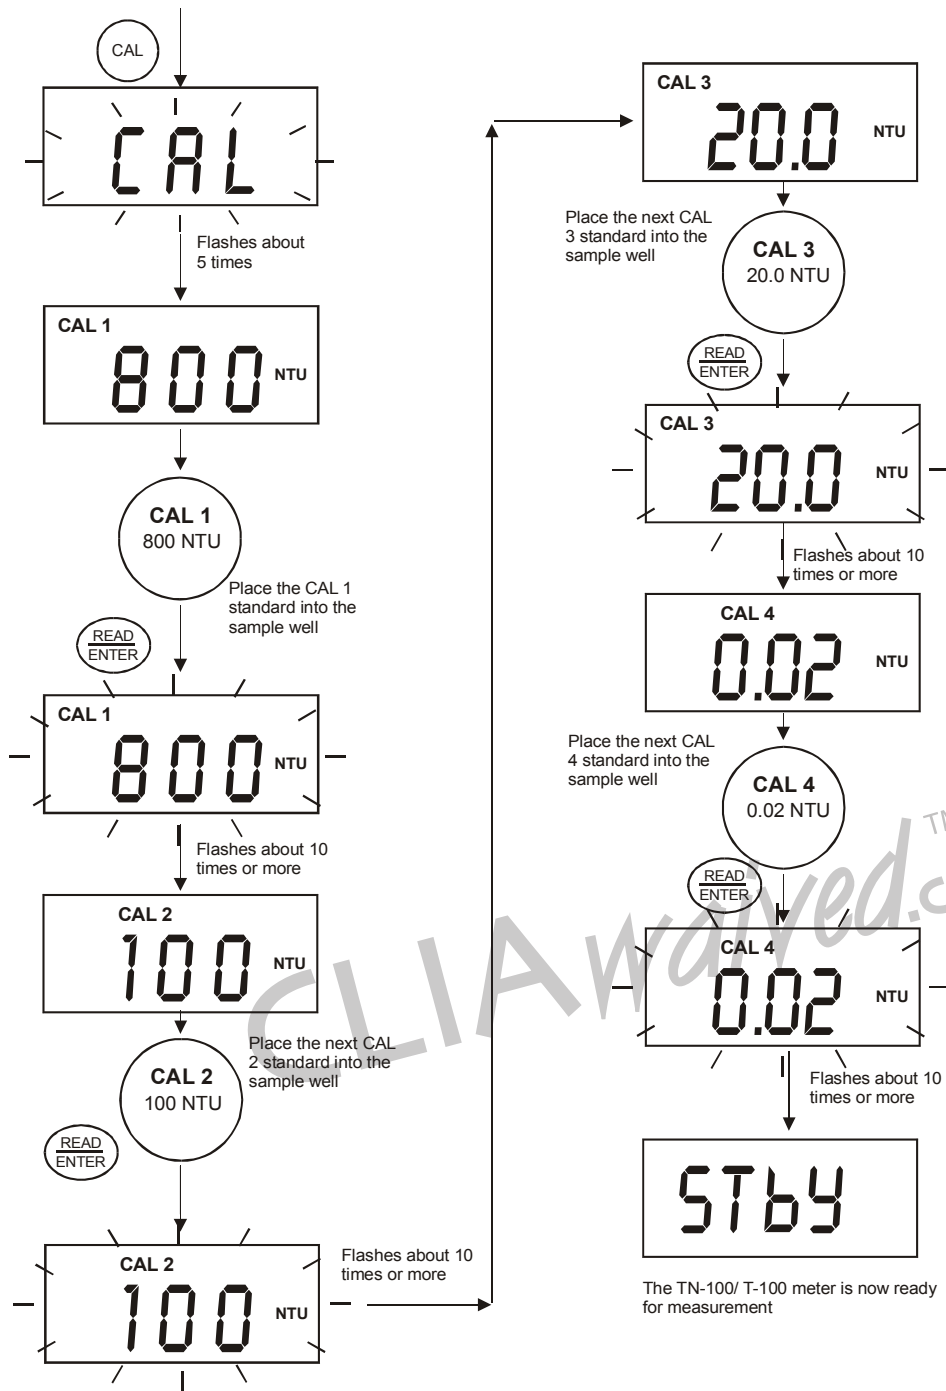 CAL
CAL
Flashes about
5 times
CAL 1
800 NTU
CAL 1
800 NTU
Place the CAL 1
standard into the
sample well
READ
ENTER
CAL 1
800 NTU
Flashes about 10
times or more
CAL 2
100 NTU
Place the next CAL
2 standard into the
sample well
CAL 2
100 NTU
READ
ENTER
CAL 2
100 NTU
Flashes about 10
times or more
CAL 3
20.0 NTU
Place the next CAL
3 standard into the
sample well
CAL 3
20.0 NTU
READ
ENTER
CAL 3
20.0 NTU
Flashes about 10
times or more
CAL 4
0.02 NTU
Place the next CAL
4 standard into the
sample well
CAL 4
0.02 NTU
READ
ENTER
CAL 4
0.02 NTU
Flashes about 10
times or more
STbY
The TN-100/ T-100 meter is now ready
for measurement
CLIAwaived